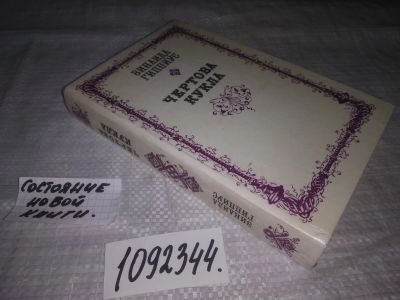 ЗИНАИДА
ГИППИУС
ЧЕРТОВА
КУКЛА
ЧЕРТОВА
КУКЛА
ЗИНАИДА
ГИППИУС
СОСТОЯНИЕ
НОВОЙ
КНИГИ.
1092344.